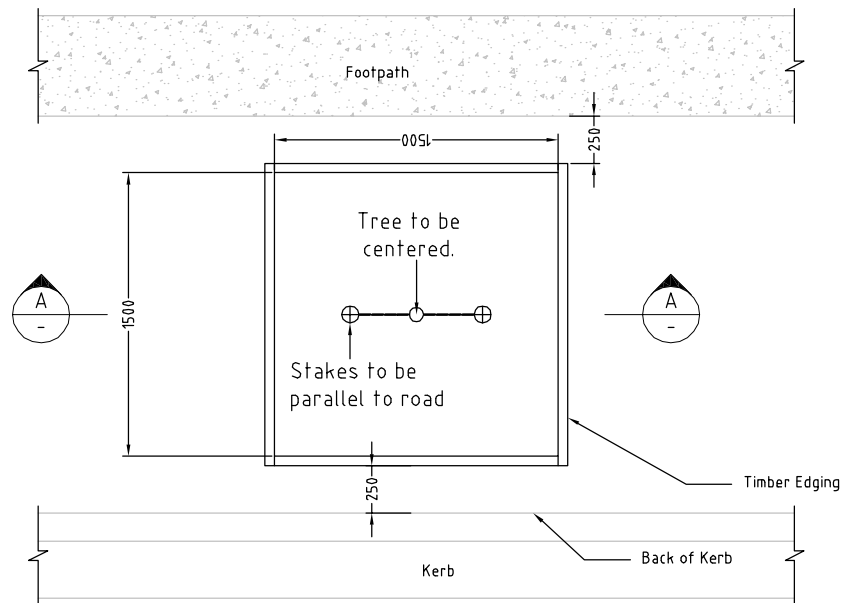 Footpath
1500
250
Tree to be
centered.
A
-
A
-
1500
Stakes to be
parallel to road
250
Timber Edging
Back of Kerb
Kerb